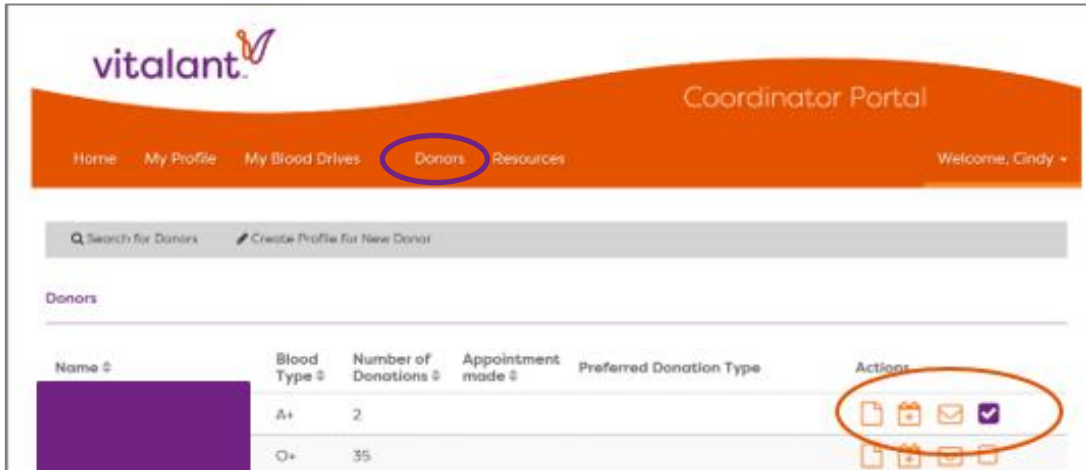 vitalant™
Coordinator Portal
Home My Profile My Blood Drives Donors Resources Welcome, Cindy
Search for Donors Create Profile for New Donor
Donors
Name Blood Type Number of Donations Appointment made Preferred Donation Type Actions
A+ 2
O+ 35